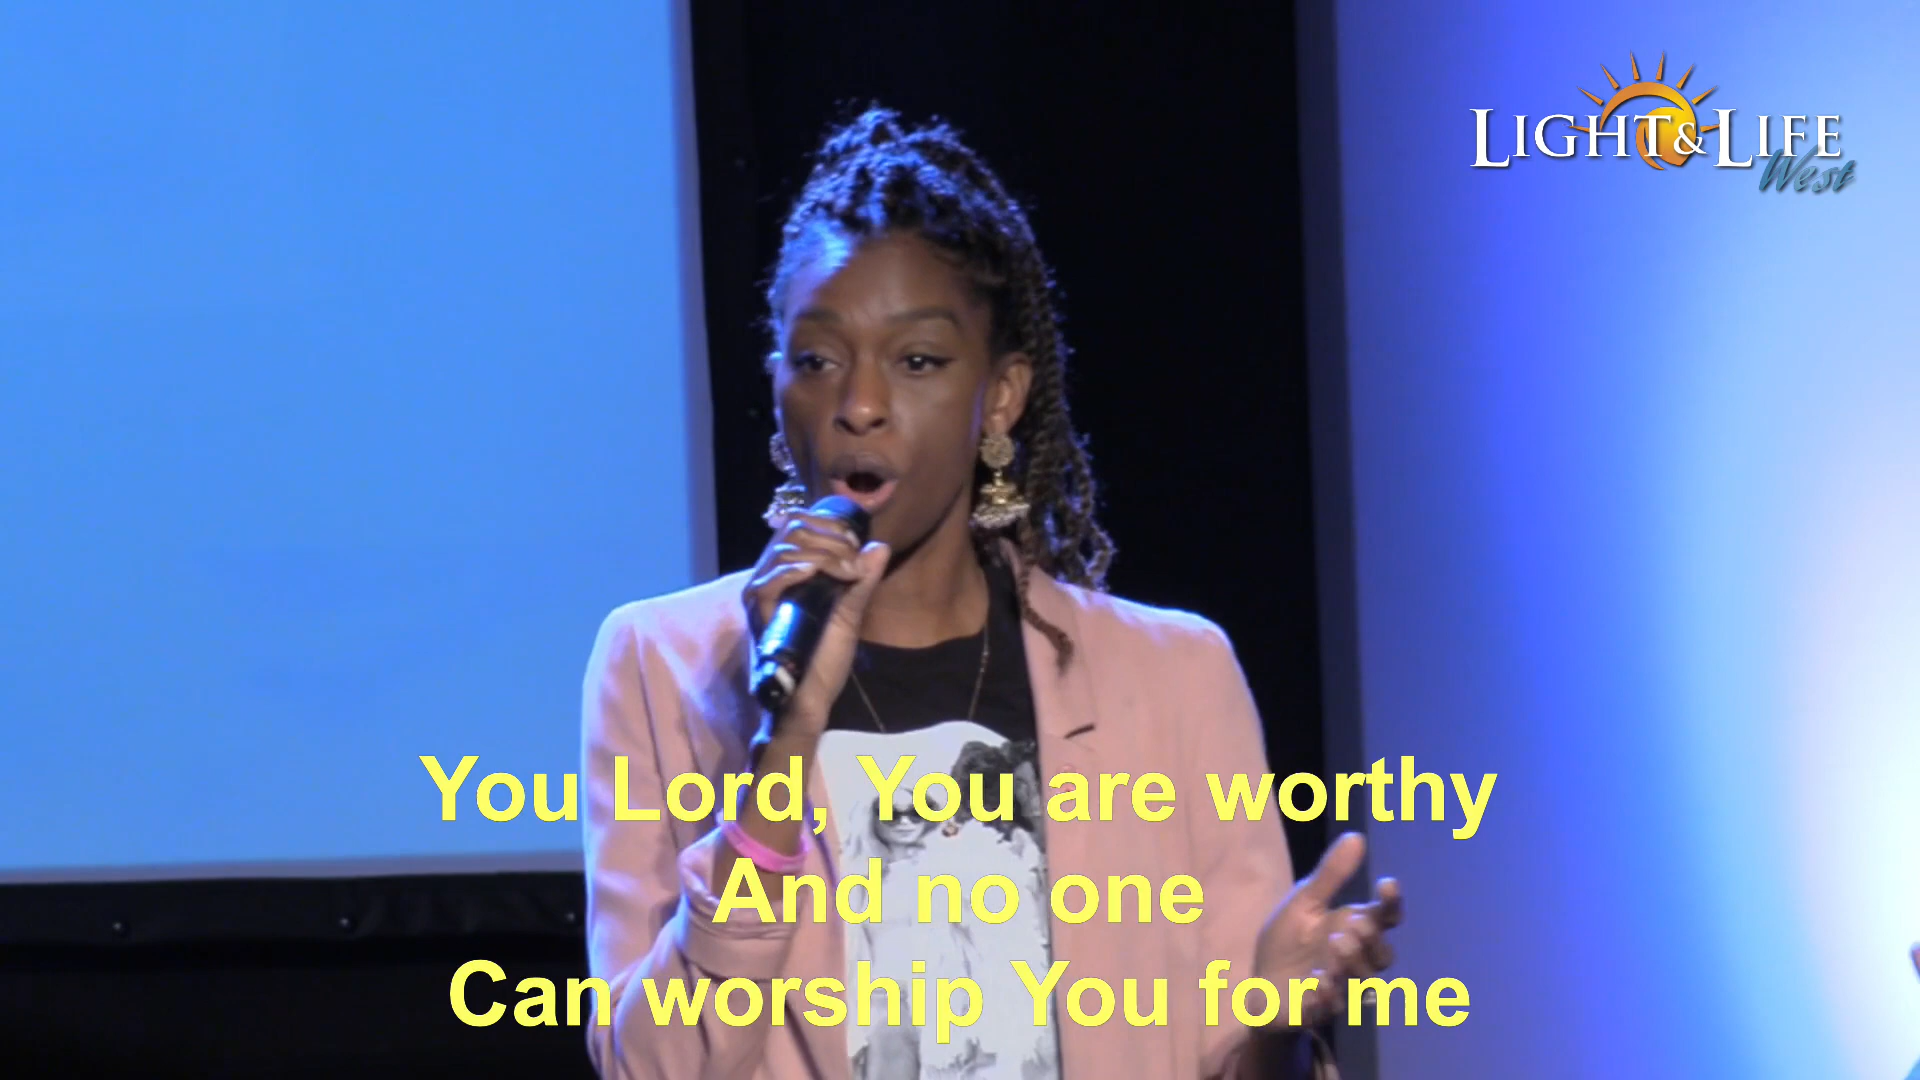 LIGHT & LIFE
West
You Lord, You are worthy
And no one
Can worship You for me